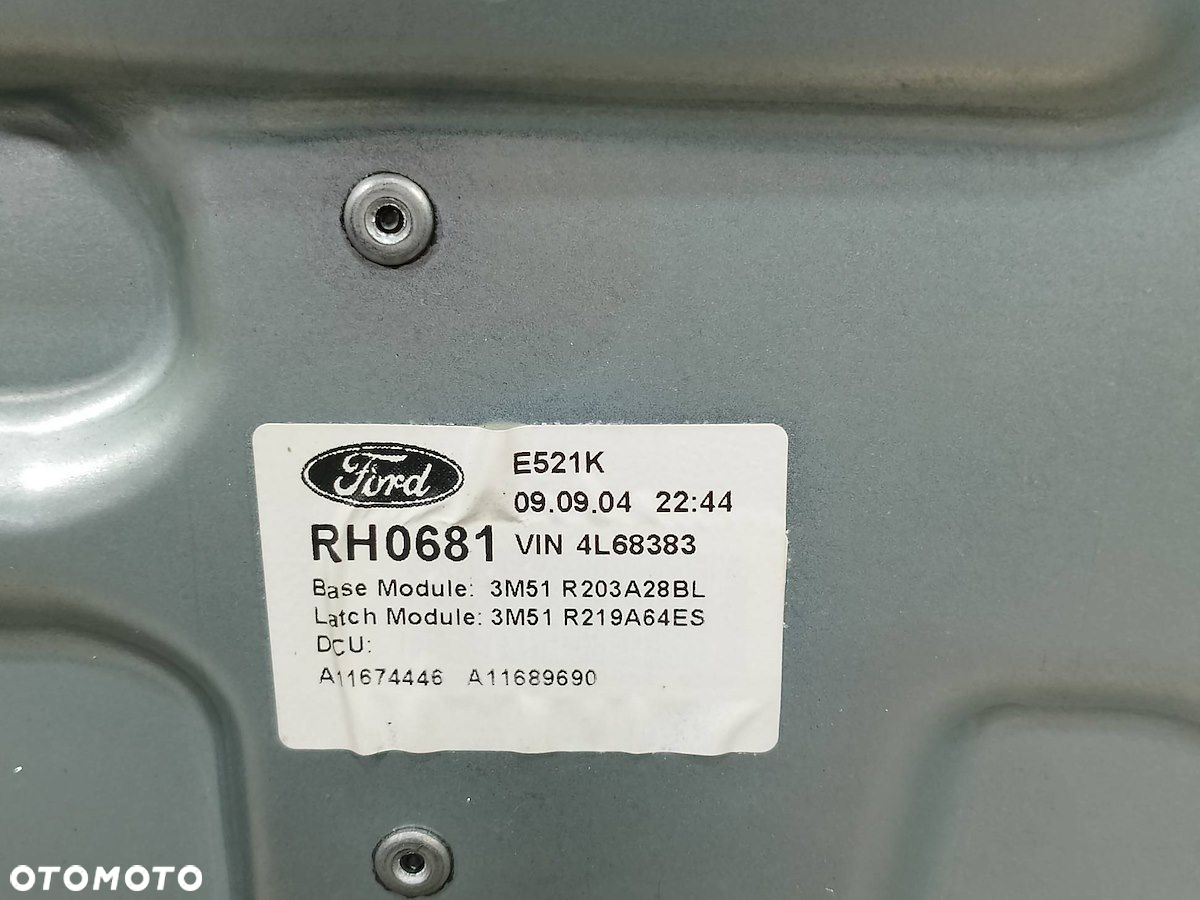 Ford
E521K
09.09.04 22:44
RH0681 VIN 4L68383
Base Module: 3M51 R203A28BL
Latch Module: 3M51 R219A64ES
DCU:
A11674446 A11689690
OTOMOTO